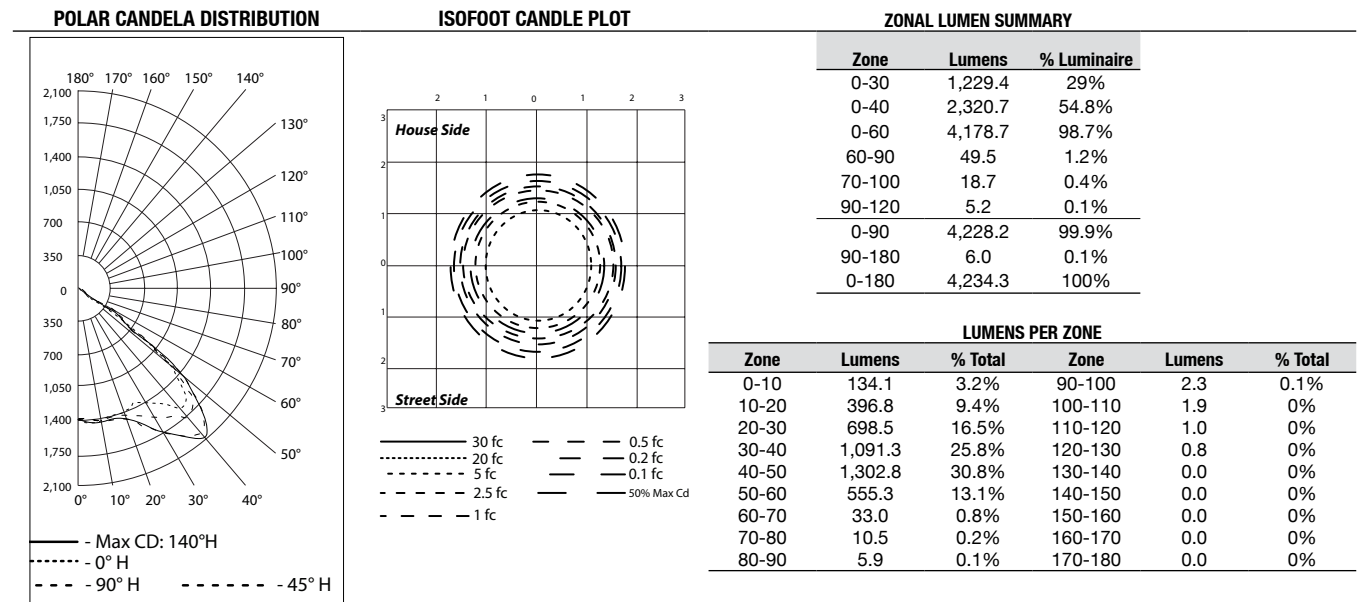 POLAR CANDELA DISTRIBUTION
180° 170° 160° 150° 140°
130°
120°
110°
100°
90°
80°
70°
60°
50°
2,100
1,750
1,400
1,050
700
350
0
350
700
1,050
1,400
1,750
2,100
0° 10° 20° 30° 40°
- Max CD: 140°H
- 0° H
- 90° H - 45° H
ISOFOOT CANDLE PLOT
2 1 0 1 2 3
3
House Side
2
1
0
1
2
Street Side
3
30 fc 0.5 fc
20 fc 0.2 fc
5 fc 0.1 fc
2.5 fc 50% Max Cd
1 fc
ZONAL LUMEN SUMMARY
Zone Lumens % Luminaire
0-30 1,229.4 29%
0-40 2,320.7 54.8%
0-60 4,178.7 98.7%
60-90 49.5 1.2%
70-100 18.7 0.4%
90-120 5.2 0.1%
0-90 4,228.2 99.9%
90-180 6.0 0.1%
0-180 4,234.3 100%
LUMENS PER ZONE
Zone Lumens % Total Zone Lumens % Total
0-10 134.1 3.2% 90-100 2.3 0.1%
10-20 396.8 9.4% 100-110 1.9 0%
20-30 698.5 16.5% 110-120 1.0 0%
30-40 1,091.3 25.8% 120-130 0.8 0%
40-50 1,302.8 30.8% 130-140 0.0 0%
50-60 555.3 13.1% 140-150 0.0 0%
60-70 33.0 0.8% 150-160 0.0 0%
70-80 10.5 0.2% 160-170 0.0 0%
80-90 5.9 0.1% 170-180 0.0 0%